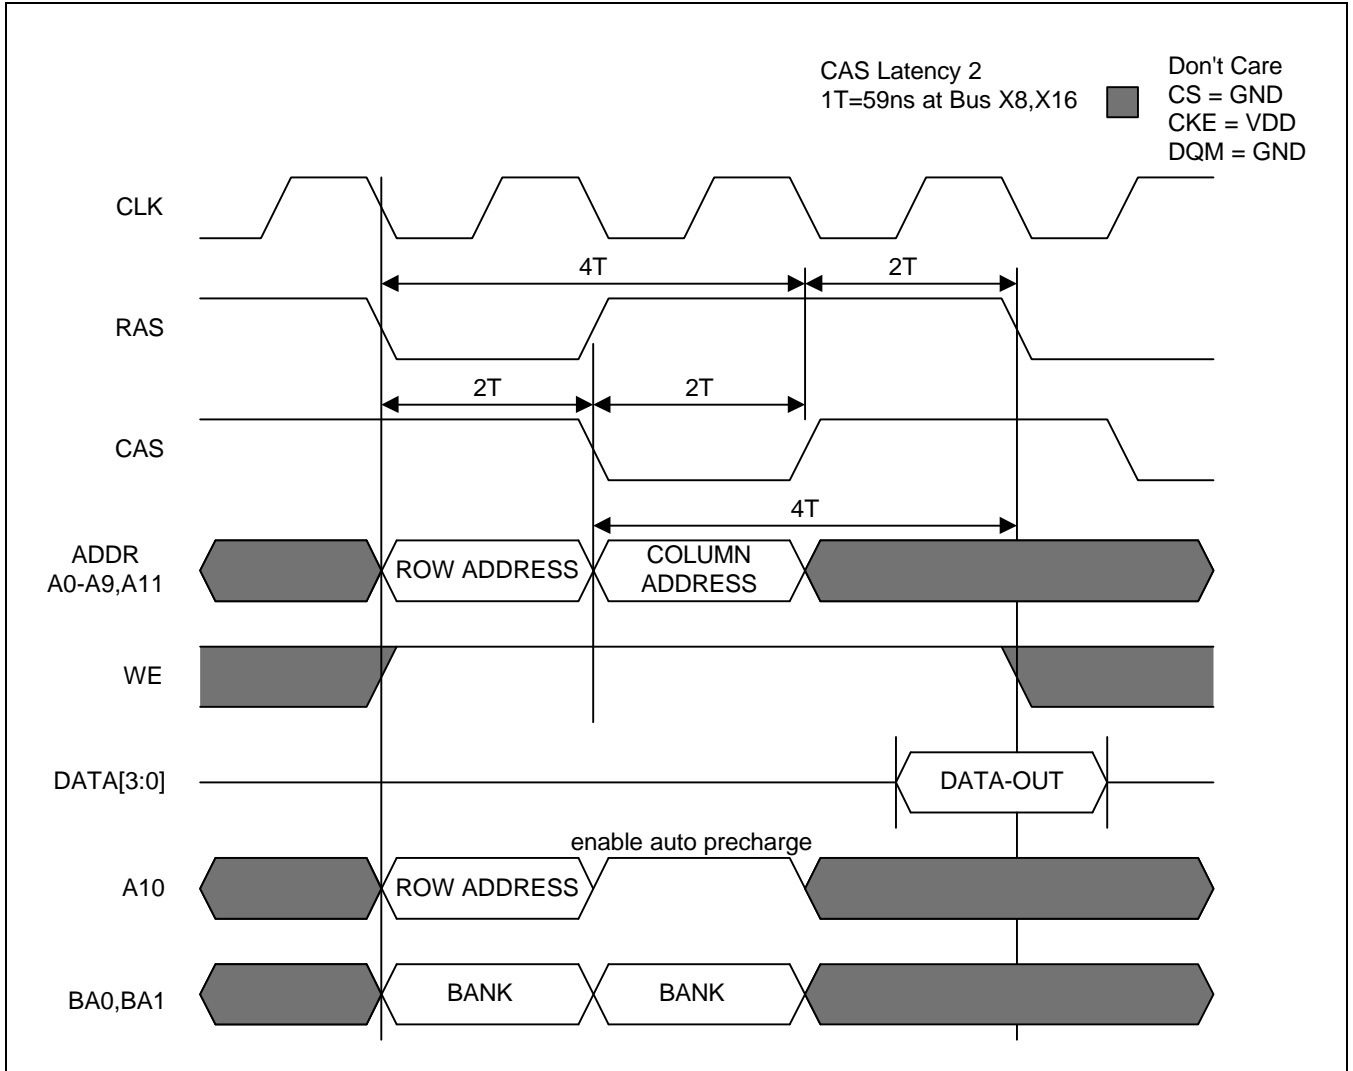 CAS Latency 2
1T=59ns at Bus X8,X16
Don't Care
CS = GND
CKE = VDD
DQM = GND
CLK
4T
2T
RAS
2T
2T
CAS
4T
ADDR
A0-A9,A11
ROW ADDRESS
COLUMN
ADDRESS
WE
DATA[3:0]
DATA-OUT
enable auto precharge
A10
ROW ADDRESS
BA0,BA1
BANK
BANK